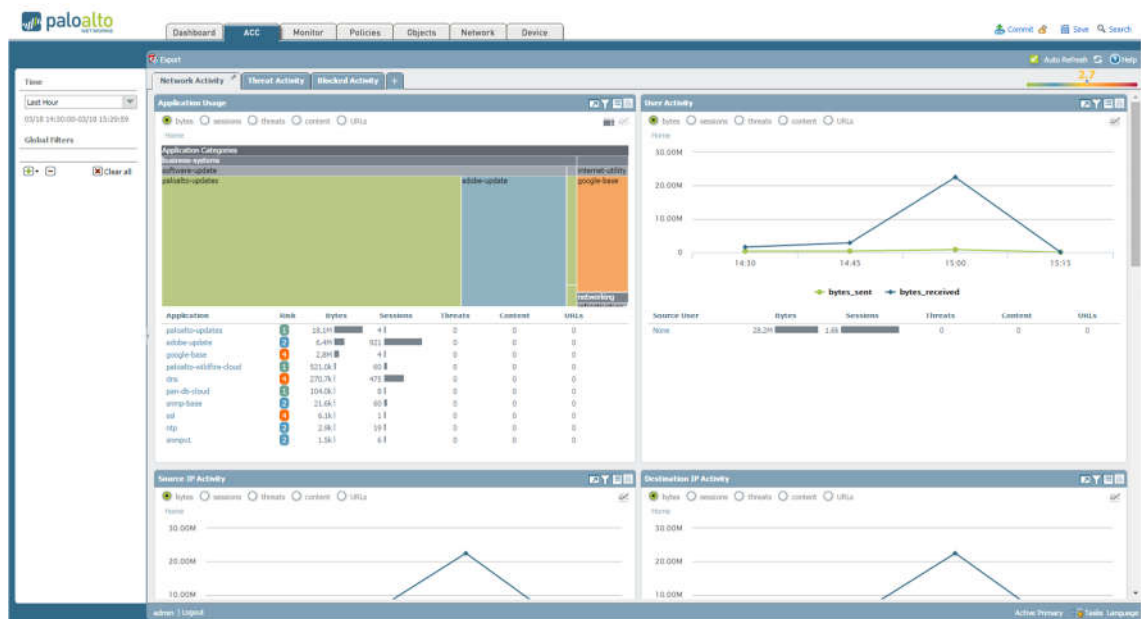 paloalto
NETWORKS
Dashboard ACC Monitor Policies Objects Network Device
Commit Save Search
Export
Auto Refresh Help
Time
Last Hour
03/18 14:30:00-03/18 15:29:59
Global Filters
Clear all
Network Activity Threat Activity Blocked Activity +
2.7
Application Usage
bytes sessions threats content URLs
Home
Application Categories
business-systems
software-update internet-utility
paloalto-updates adobe-update google-base
networking
Application Risk Bytes Sessions Threats Content URLs
paloalto-updates 1 18.1M 4 0 0 0
adobe-update 2 6.4M 921 0 0 0
google-base 4 2.8M 4 0 0 0
paloalto-wildfire-cloud 1 521.0k 60 0 0 0
dns 4 270.7k 473 0 0 0
pan-db-cloud 1 104.0k 8 0 0 0
snmp-base 2 21.6k 60 0 0 0
ssl 4 6.1k 1 0 0 0
ntp 2 2.9k 19 0 0 0
2 1.5k 6 0 0 0
User Activity
bytes sessions threats content URLs
Home
30.00M
20.00M
10.00M
0
14:30 14:45 15:00 15:15
bytes_sent bytes_received
Source User Bytes Sessions Threats Content URLs
None 28.2M 1.6k 0 0 0
Source IP Activity
bytes sessions threats content URLs
Home
30.00M
20.00M
10.00M
Destination IP Activity
bytes sessions threats content URLs
Home
30.00M
20.00M
10.00M
admin | Logout
Active Primary Tasks Language